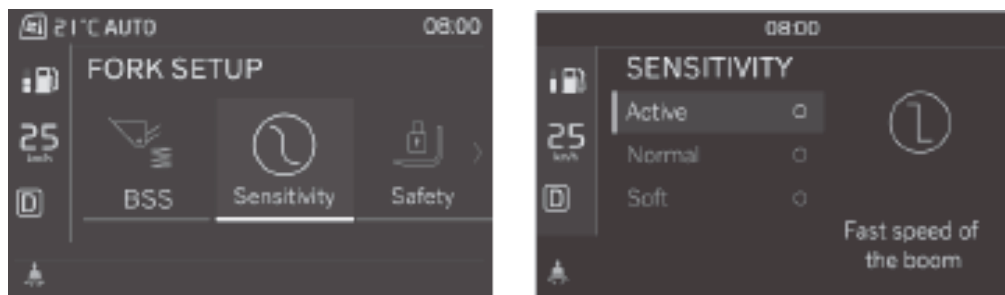 21°C AUTO 08:00
FORK SETUP
25
km/h
D
BSS Sensitivity Safety
08:00
SENSITIVITY
Active
25
km/h
Normal
D
Soft
Fast speed of
the boom